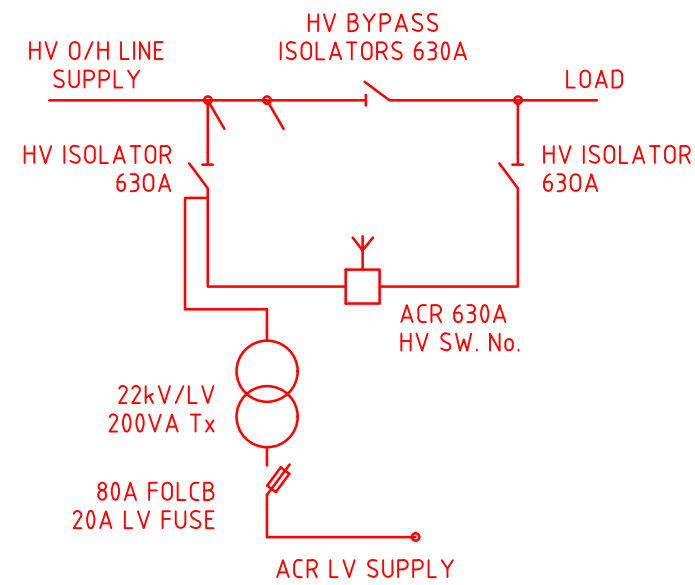 HV BYPASS
ISOLATORS 630A
HV O/H LINE
SUPPLY
LOAD
HV ISOLATOR
630A
HV ISOLATOR
630A
ACR 630A
HV SW. No.
22kV/LV
200VA Tx
80A FOLCB
20A LV FUSE
ACR LV SUPPLY